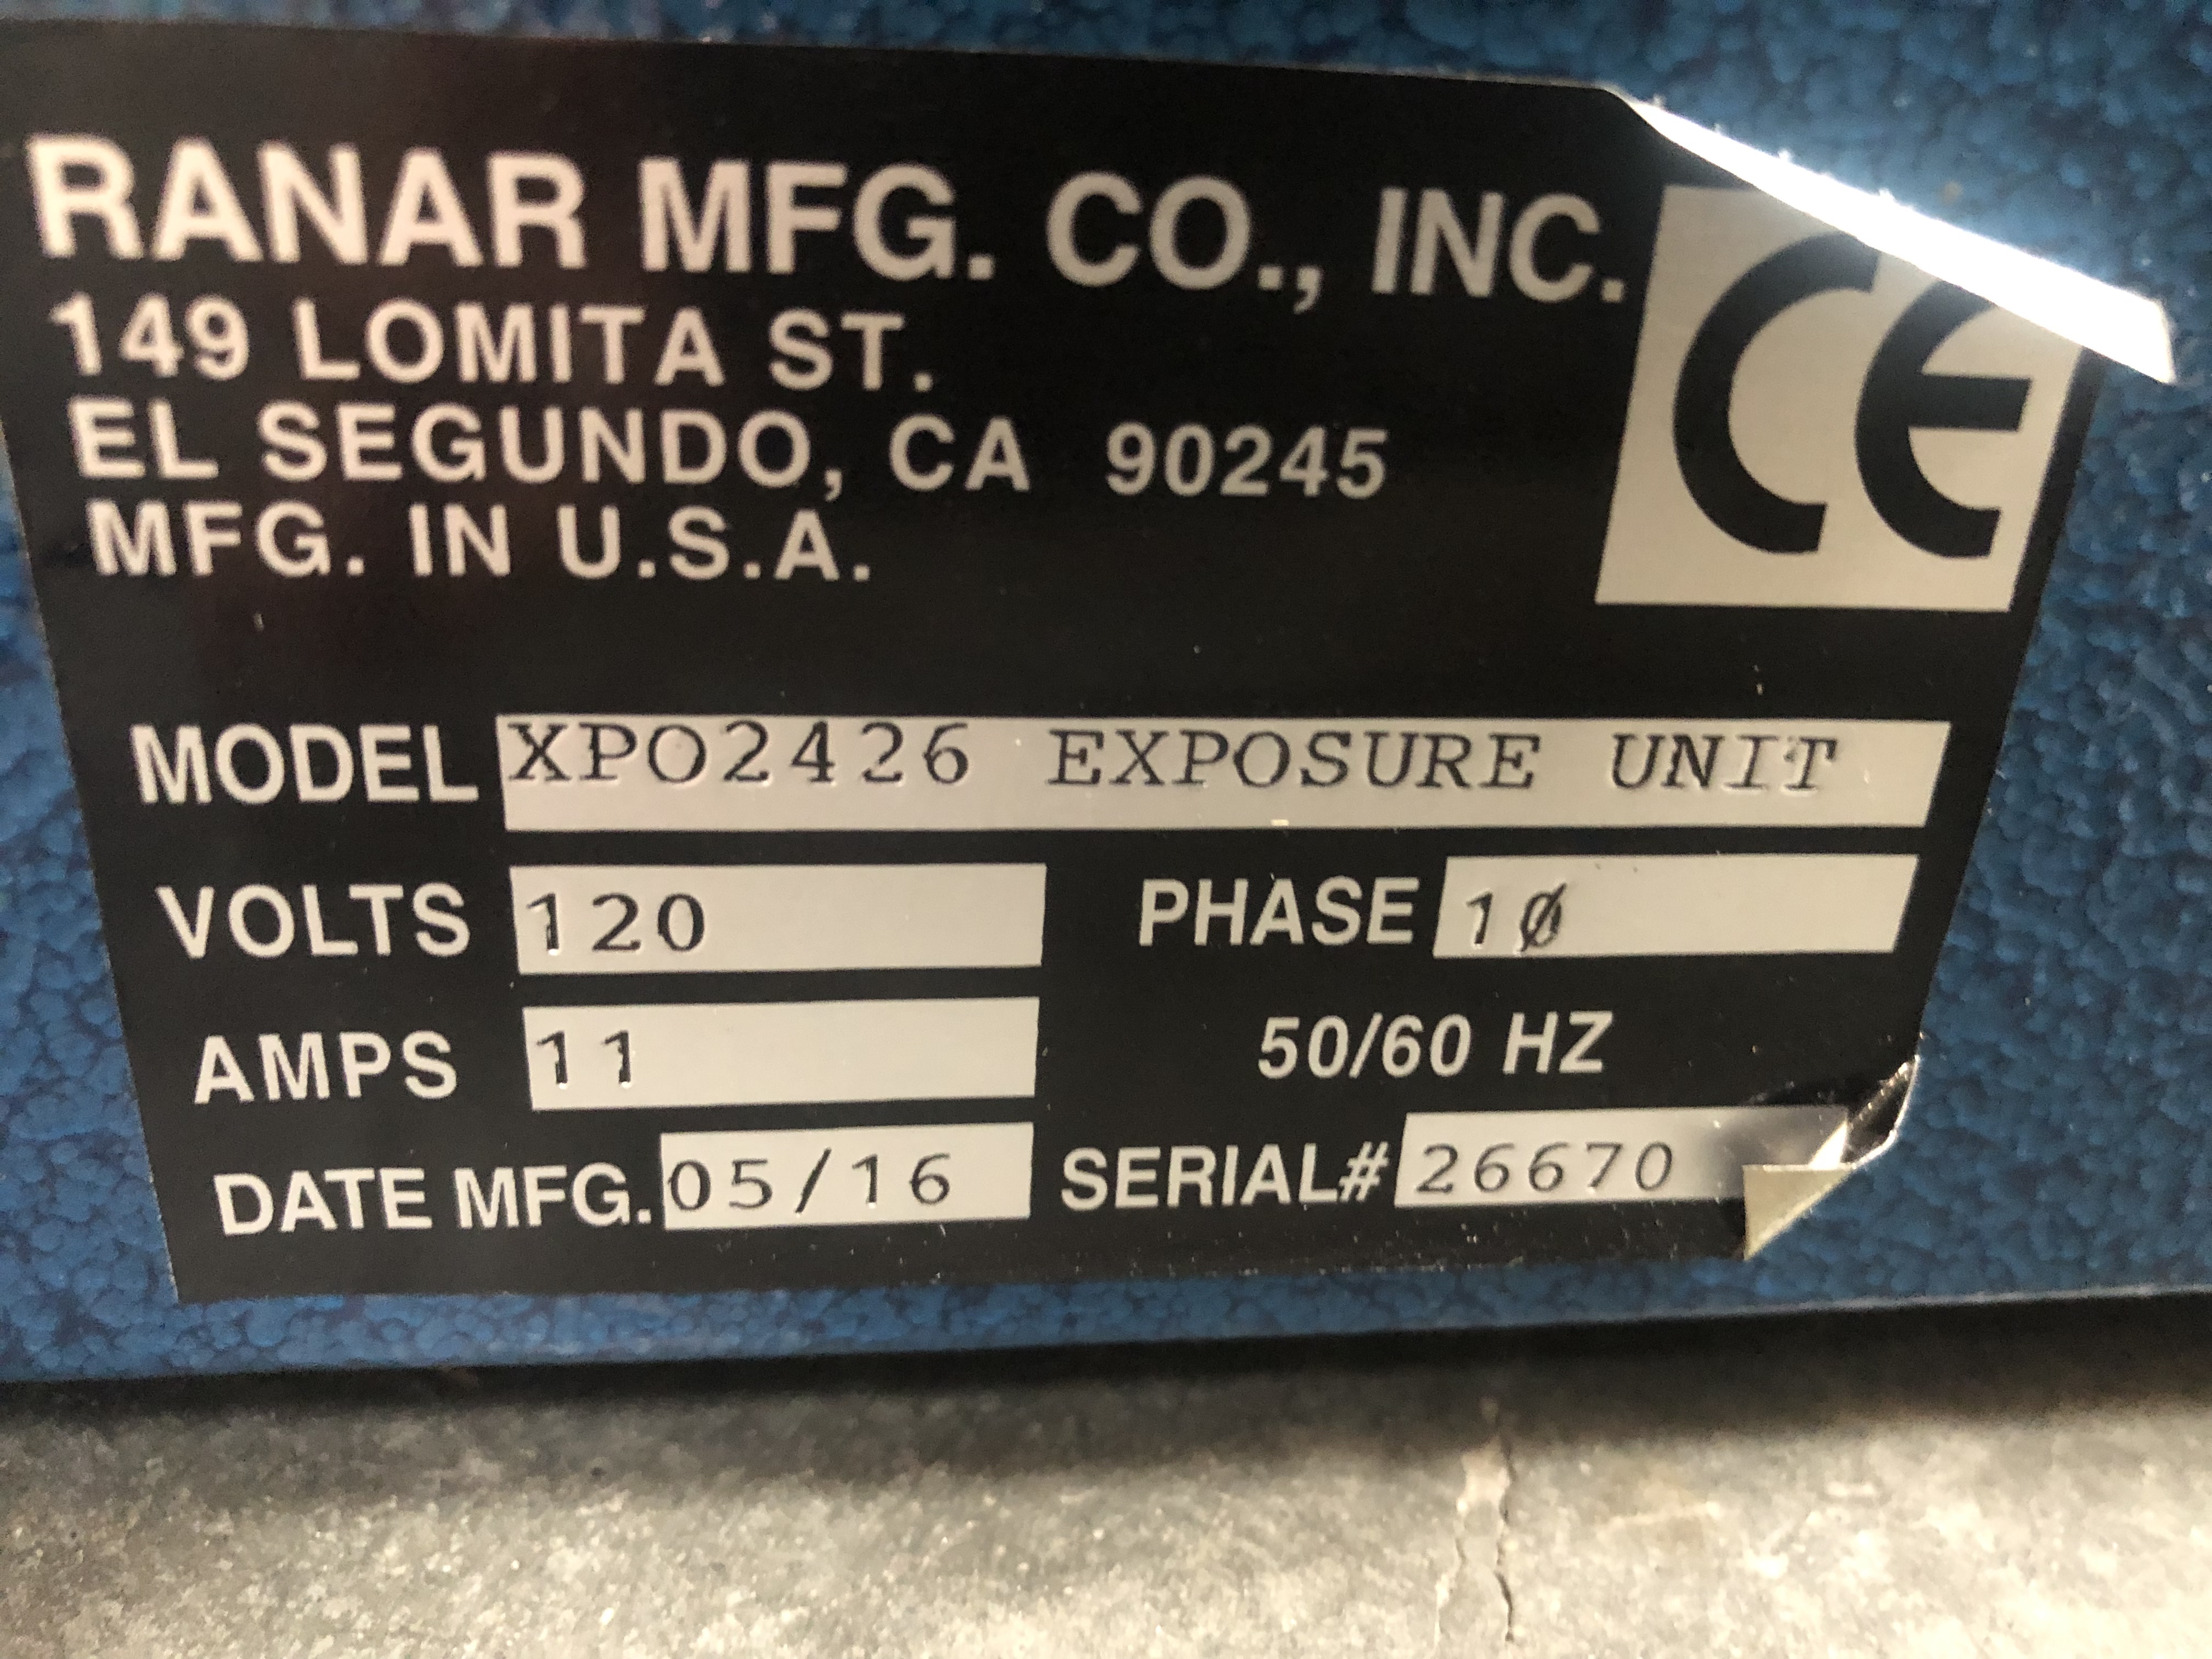 RANAR MFG. CO., INC.
149 LOMITA ST.
EL SEGUNDO, CA 90245
MFG. IN U.S.A.
CE
MODEL XPO2426 EXPOSURE UNIT
VOLTS 120 PHASE 1Ø
AMPS 11 50/60 HZ
DATE MFG. 05/16 SERIAL# 26670